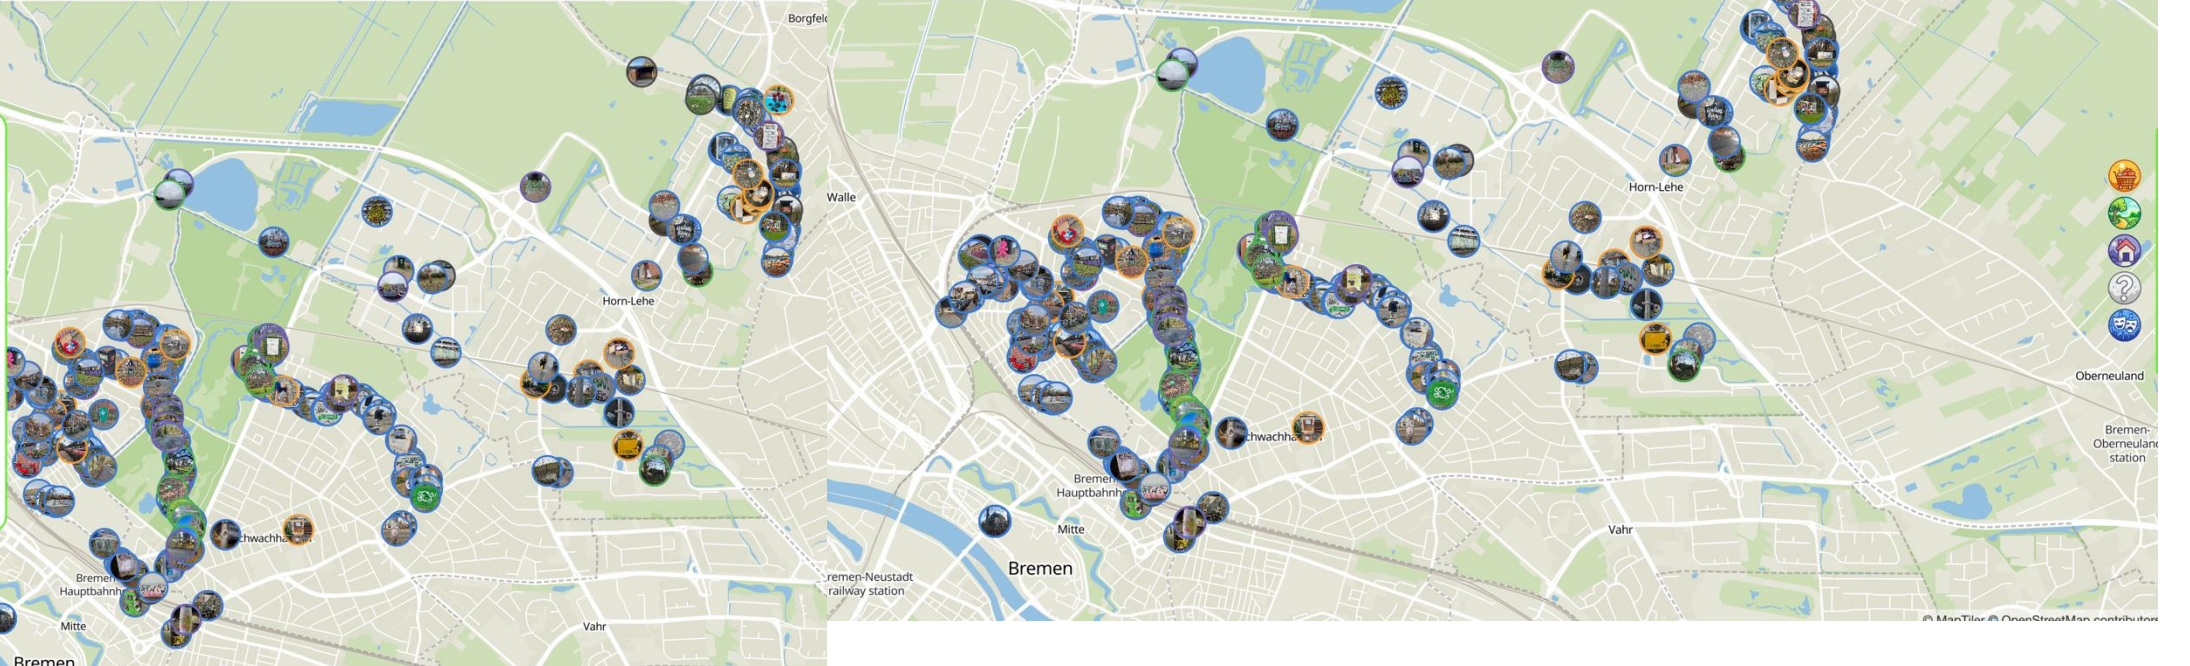 Borgfel
Horn-Lehe
chwachha
Bremen
Hauptbahnh
Mitte
Vahr
Bremen
Walle
Horn-Lehe
Oberneuland
Bremen-
Oberneuland
station
chwachha
Bremen
Hauptbahnh
Mitte
Vahr
Bremen
remen-Neustadt
railway station
© MapTiler © OpenStreetMap contributors